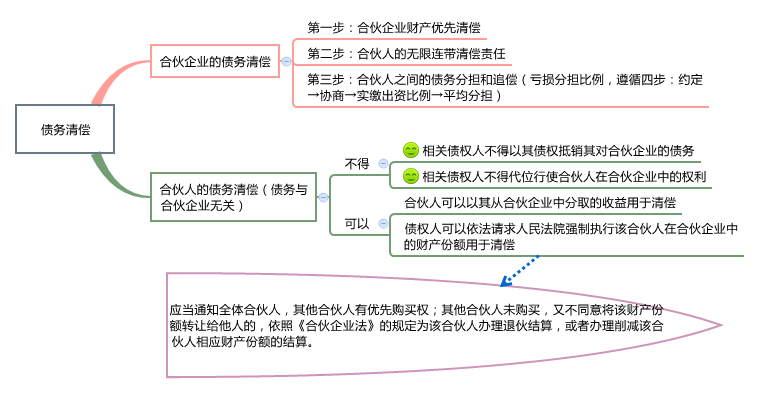 债务清偿
合伙企业的债务清偿
第一步：合伙企业财产优先清偿
第二步：合伙人的无限连带清偿责任
第三步：合伙人之间的债务分担和追偿（亏损分担比例，遵循四步：约定
→协商→实缴出资比例→平均分担）
合伙人的债务清偿（债务与
合伙企业无关）
不得
相关债权人不得以其债权抵销其对合伙企业的债务
相关债权人不得代位行使合伙人在合伙企业中的权利
可以
合伙人可以以其从合伙企业中分取的收益用于清偿
债权人可以依法请求人民法院强制执行该合伙人在合伙企业中
的财产份额用于清偿
应当通知全体合伙人，其他合伙人有优先购买权；其他合伙人未购买，又不同意将该财产份
额转让给他人的，依照《合伙企业法》的规定为该合伙人办理退伙结算，或者办理削减该合
伙人相应财产份额的结算。